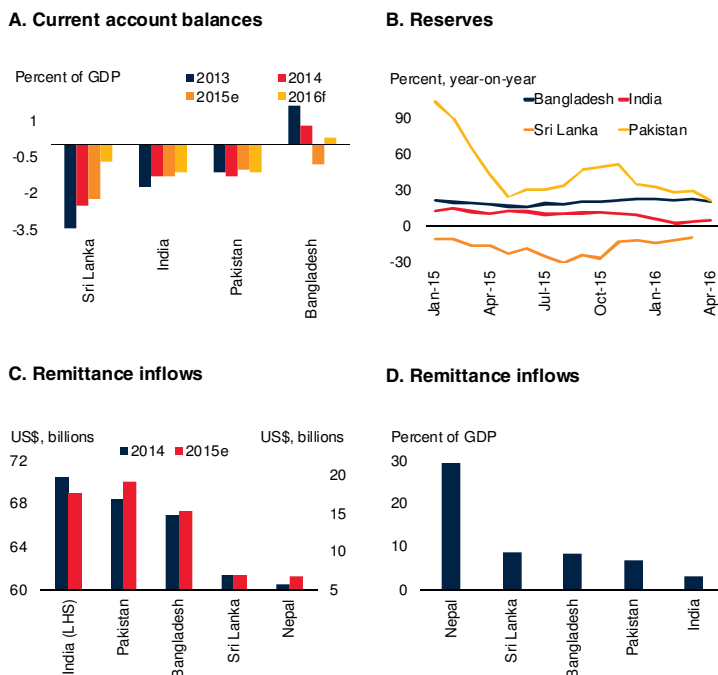 A. Current account balances
Percent of GDP
2013
2014
2015e
2016f
1
-0.5
-2
-3.5
Sri Lanka
India
Pakistan
Bangladesh
B. Reserves
Percent, year-on-year
Bangladesh
India
Sri Lanka
Pakistan
90
60
30
0
-30
Jan-15
Apr-15
Jul-15
Oct-15
Jan-16
Apr-16
C. Remittance inflows
US$, billions
US$, billions
2014
2015e
72
68
64
60
20
15
10
5
India (LHS)
Pakistan
Bangladesh
Sri Lanka
Nepal
D. Remittance inflows
Percent of GDP
30
20
10
0
Nepal
Sri Lanka
Bangladesh
Pakistan
India